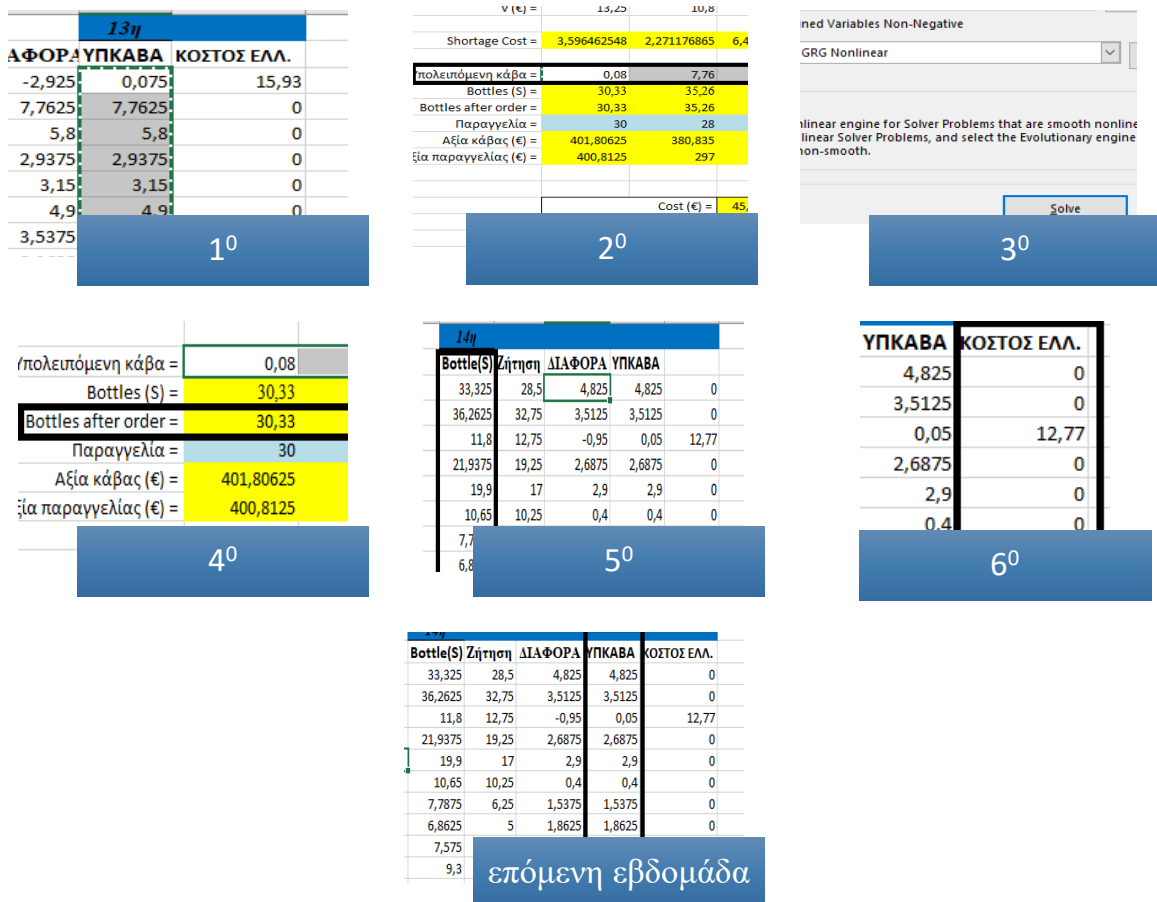 13η
ΑΦΟΡΑ ΥΠΚΑΒΑ ΚΟΣΤΟΣ ΕΛΛ.
-2,925 0,075 15,93
7,7625 7,7625 0
5,8 5,8 0
2,9375 2,9375 0
3,15 3,15 0
4,9 4,9 0
3,5375
1⁰
V (€) = 13,25 10,8
Shortage Cost = 3,596462548 2,271176865 6,4
πολειπόμενη κάβα = 0,08 7,76
Bottles (S) = 30,33 35,26
Bottles after order = 30,33 35,26
Παραγγελία = 30 28
Αξία κάβας (€) = 401,80625 380,835
ξία παραγγελίας (€) = 400,8125 297
Cost (€) = 45,
2⁰
ned Variables Non-Negative
GRG Nonlinear
nlinear engine for Solver Problems that are smooth nonline
linear Solver Problems, and select the Evolutionary engine
non-smooth.
Solve
3⁰
πολειπόμενη κάβα = 0,08
Bottles (S) = 30,33
Bottles after order = 30,33
Παραγγελία = 30
Αξία κάβας (€) = 401,80625
ξία παραγγελίας (€) = 400,8125
4⁰
14η
Bottle(S) Ζήτηση ΔΙΑΦΟΡΑ ΥΠΚΑΒΑ
33,325 28,5 4,825 4,825 0
36,2625 32,75 3,5125 3,5125 0
11,8 12,75 -0,95 0,05 12,77
21,9375 19,25 2,6875 2,6875 0
19,9 17 2,9 2,9 0
10,65 10,25 0,4 0,4 0
7,7
6,8
5⁰
ΥΠΚΑΒΑ ΚΟΣΤΟΣ ΕΛΛ.
4,825 0
3,5125 0
0,05 12,77
2,6875 0
2,9 0
0,4 0
6⁰
14η
Bottle(S) Ζήτηση ΔΙΑΦΟΡΑ ΥΠΚΑΒΑ ΚΟΣΤΟΣ ΕΛΛ.
33,325 28,5 4,825 4,825 0
36,2625 32,75 3,5125 3,5125 0
11,8 12,75 -0,95 0,05 12,77
21,9375 19,25 2,6875 2,6875 0
19,9 17 2,9 2,9 0
10,65 10,25 0,4 0,4 0
7,7875 6,25 1,5375 1,5375 0
6,8625 5 1,8625 1,8625 0
7,575
9,3
επόμενη εβδομάδα